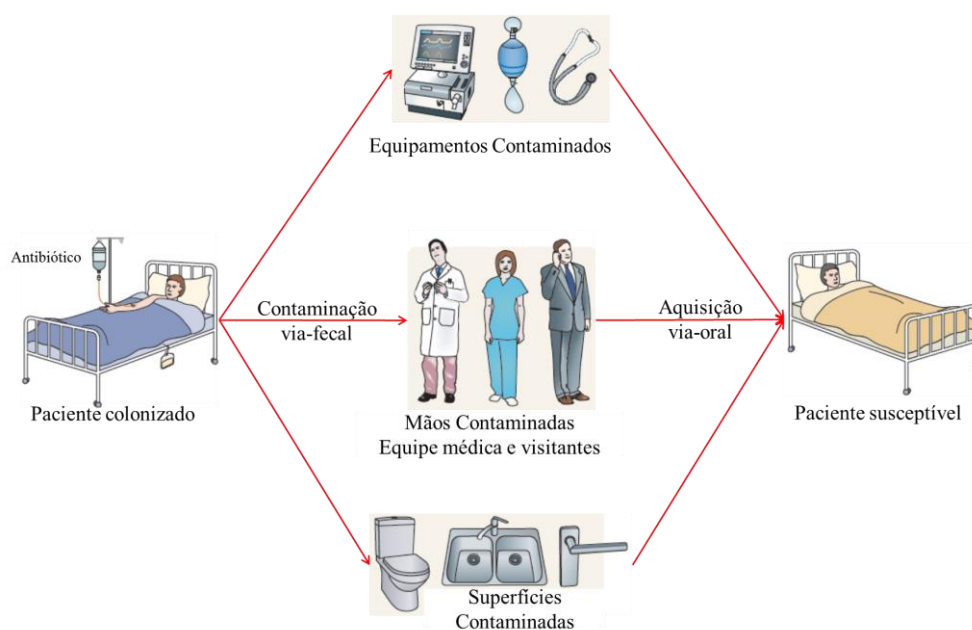 Equipamentos Contaminados
Antibiótico
Contaminação
via-fecal
Aquisição
via-oral
Paciente colonizado
Mãos Contaminadas
Equipe médica e visitantes
Paciente susceptível
Superfícies
Contaminadas